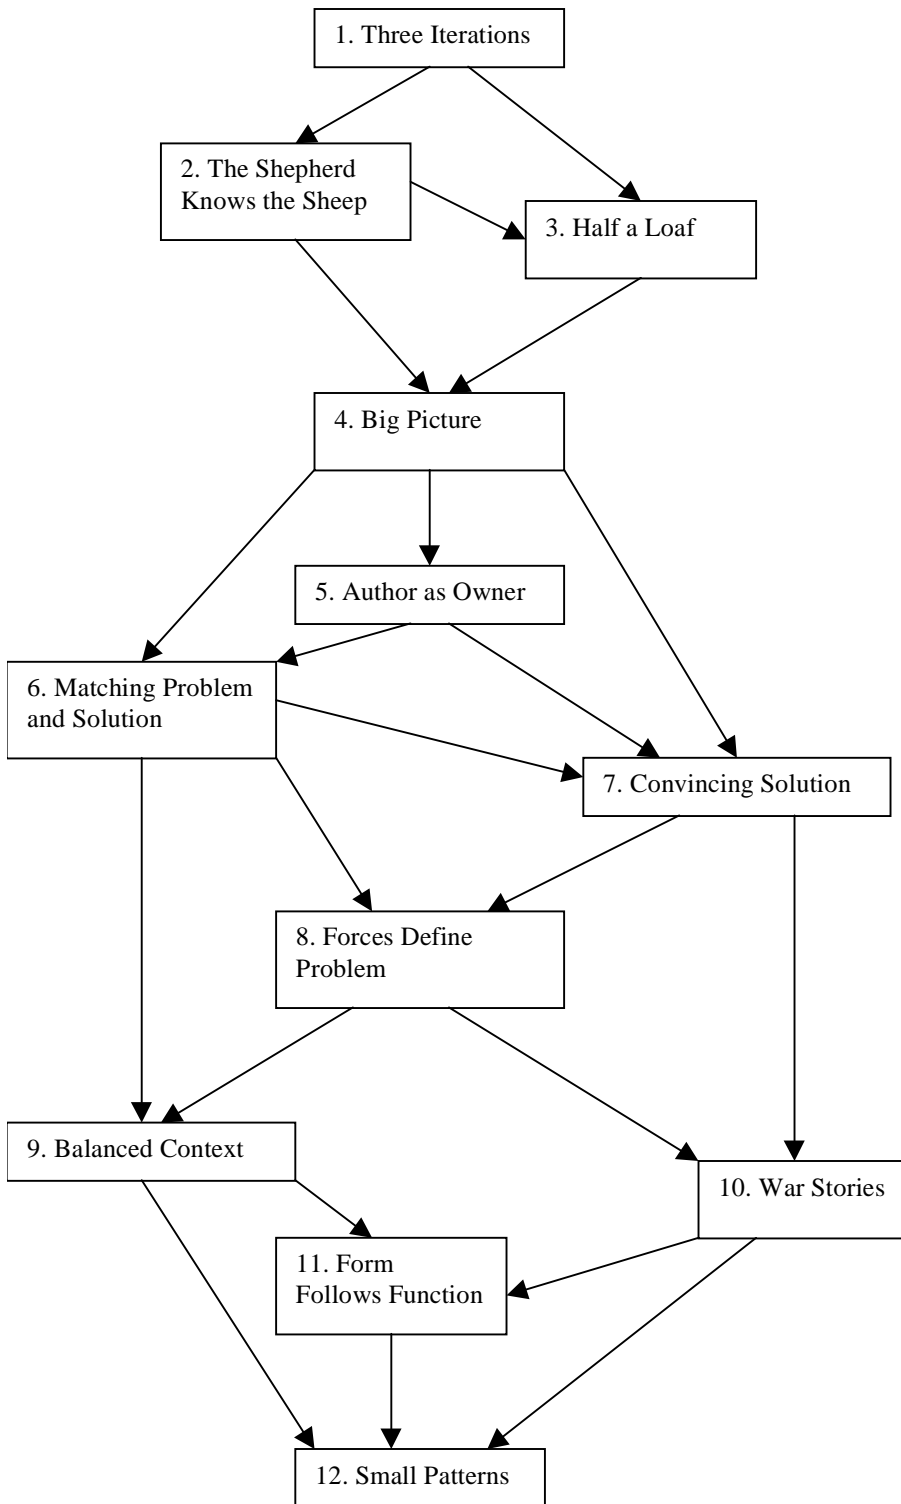 1. Three Iterations
2. The Shepherd
Knows the Sheep
3. Half a Loaf
4. Big Picture
5. Author as Owner
6. Matching Problem
and Solution
7. Convincing Solution
8. Forces Define
Problem
9. Balanced Context
10. War Stories
11. Form
Follows Function
12. Small Patterns